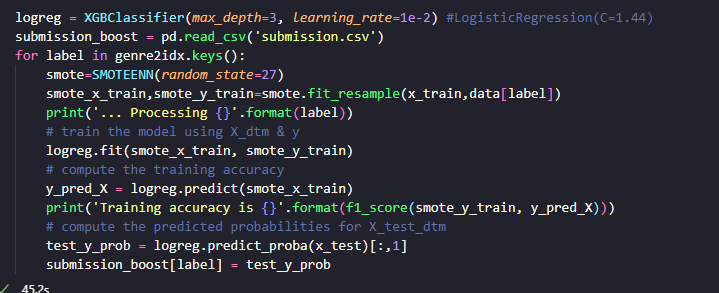 logreg = XGBClassifier(max_depth=3, learning_rate=1e-2) #LogisticRegression(C=1.44)
submission_boost = pd.read_csv('submission.csv')
for label in genre2idx.keys():
    smote=SMOTEENN(random_state=27)
    smote_x_train,smote_y_train=smote.fit_resample(x_train,data[label])
    print('... Processing {}'.format(label))
    # train the model using X_dtm & y
    logreg.fit(smote_x_train, smote_y_train)
    # compute the training accuracy
    y_pred_X = logreg.predict(smote_x_train)
    print('Training accuracy is {}'.format(f1_score(smote_y_train, y_pred_X)))
    # compute the predicted probabilities for X_test_dtm
    test_y_prob = logreg.predict_proba(x_test)[:,1]
    submission_boost[label] = test_y_prob
✓ 45.2s